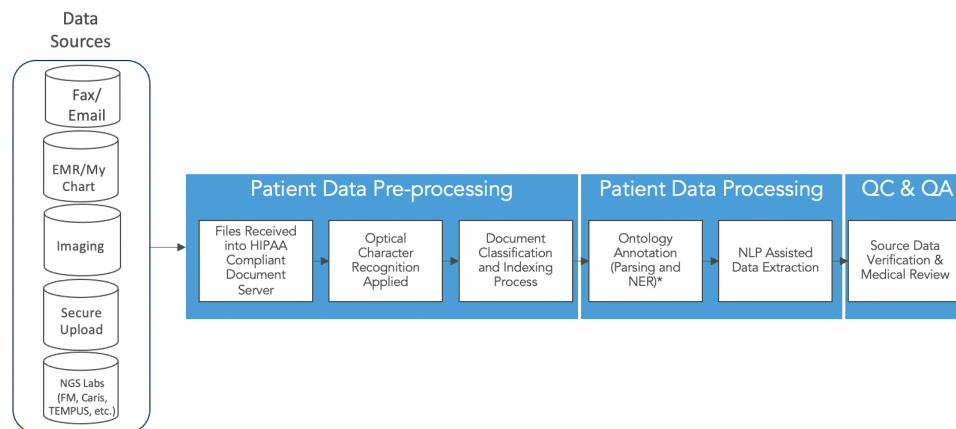 Data
Sources
Fax/
Email
EMR/My
Chart
Imaging
Secure
Upload
NGS Labs
(FM, Caris,
TEMPUS, etc.)
Patient Data Pre-processing
Files Received
into HIPAA
Compliant
Document
Server
Optical
Character
Recognition
Applied
Document
Classification
and Indexing
Process
Patient Data Processing
Ontology
Annotation
(Parsing and
NER)*
NLP Assisted
Data Extraction
QC & QA
Source Data
Verification &
Medical Review